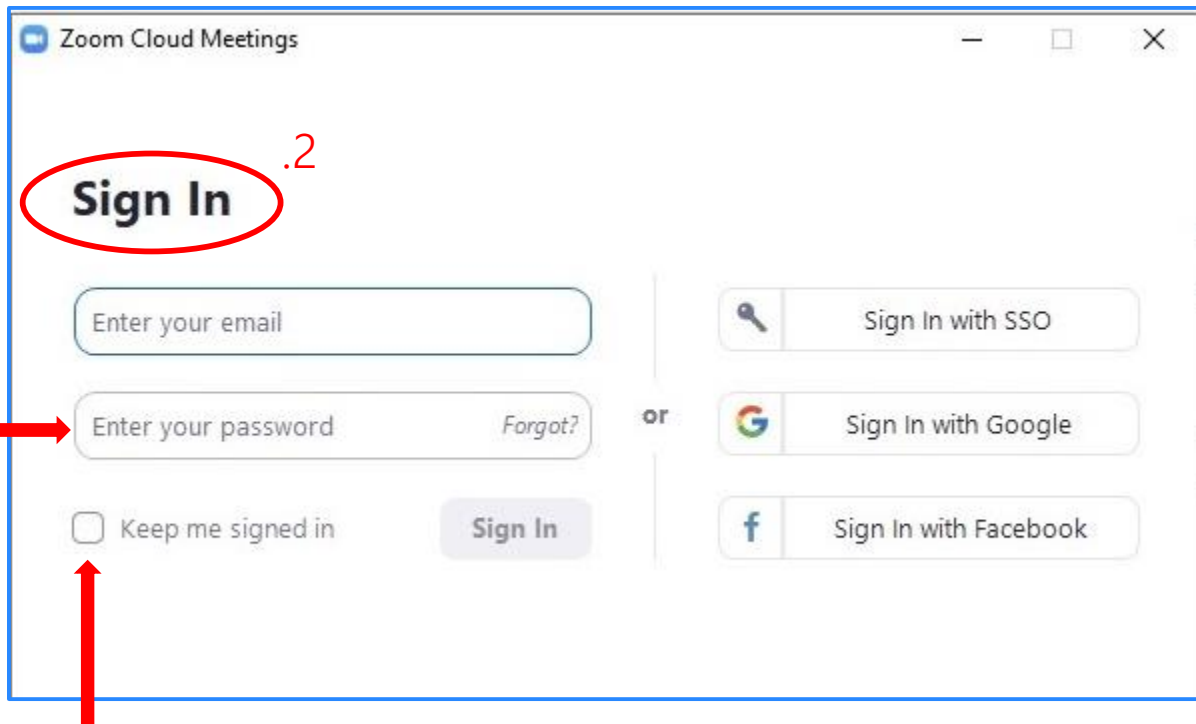 Zoom Cloud Meetings
.2
Sign In
Enter your email
Enter your password Forgot?
Keep me signed in Sign In
or
Sign In with SSO
Sign In with Google
Sign In with Facebook